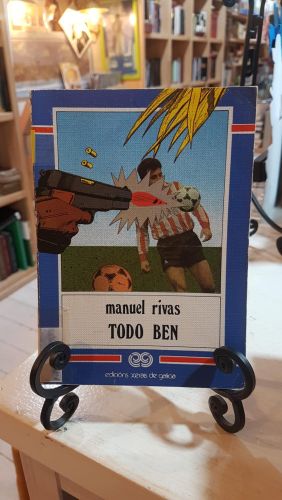 manuel rivas
TODO BEN
edicións xerais de galicia